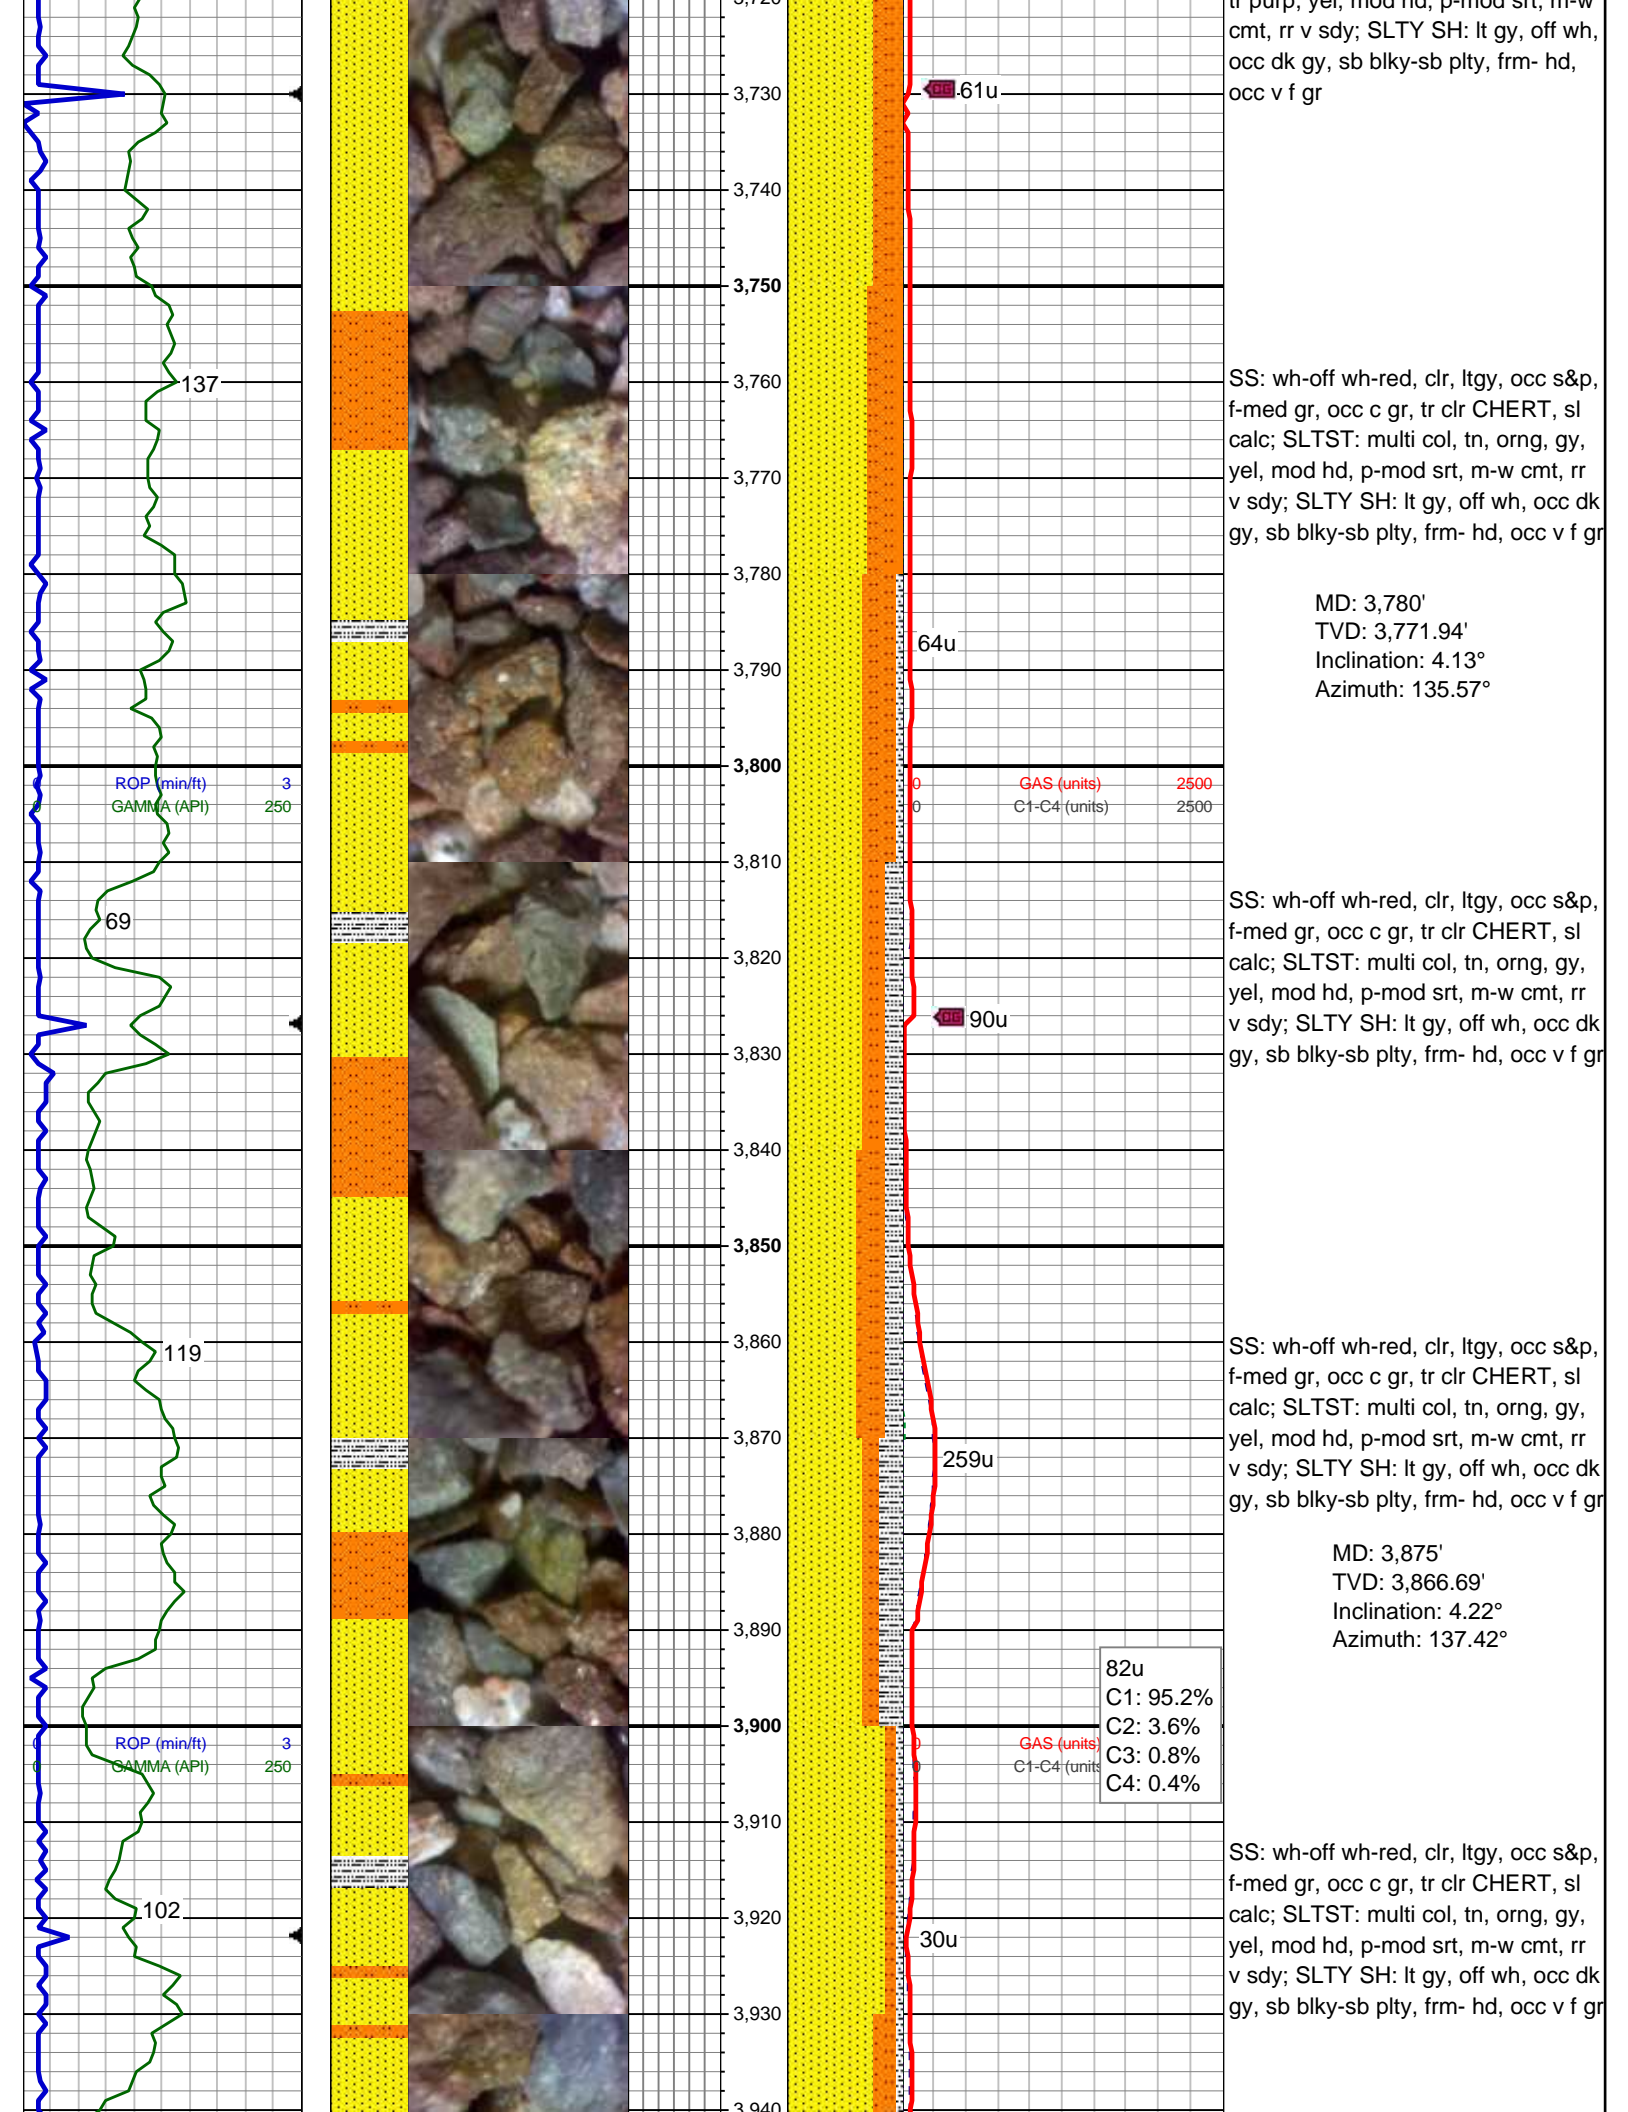 3,720
tr purp, yel, mod hd, p-mod srt, m-w
cmt, rr v sdy; SLTY SH: lt gy, off wh,
occ dk gy, sb blky-sb plty, frm- hd,
occ v f gr
3,730
CG 61u
3,740
3,750
3,760
137
SS: wh-off wh-red, clr, ltgy, occ s&p,
f-med gr, occ c gr, tr clr CHERT, sl
calc; SLTST: multi col, tn, orng, gy,
yel, mod hd, p-mod srt, m-w cmt, rr
v sdy; SLTY SH: lt gy, off wh, occ dk
gy, sb blky-sb plty, frm- hd, occ v f gr
3,770
3,780
MD: 3,780'
TVD: 3,771.94'
Inclination: 4.13°
Azimuth: 135.57°
64u
3,790
3,800
0 ROP (min/ft) 3
0 GAMMA (API) 250
0 GAS (units) 2500
0 C1-C4 (units) 2500
3,810
69
SS: wh-off wh-red, clr, ltgy, occ s&p,
f-med gr, occ c gr, tr clr CHERT, sl
calc; SLTST: multi col, tn, orng, gy,
yel, mod hd, p-mod srt, m-w cmt, rr
v sdy; SLTY SH: lt gy, off wh, occ dk
gy, sb blky-sb plty, frm- hd, occ v f gr
3,820
CG 90u
3,830
3,840
3,850
3,860
119
SS: wh-off wh-red, clr, ltgy, occ s&p,
f-med gr, occ c gr, tr clr CHERT, sl
calc; SLTST: multi col, tn, orng, gy,
yel, mod hd, p-mod srt, m-w cmt, rr
v sdy; SLTY SH: lt gy, off wh, occ dk
gy, sb blky-sb plty, frm- hd, occ v f gr
3,870
259u
3,880
MD: 3,875'
TVD: 3,866.69'
Inclination: 4.22°
Azimuth: 137.42°
3,890
82u
C1: 95.2%
C2: 3.6%
C3: 0.8%
C4: 0.4%
3,900
0 ROP (min/ft) 3
0 GAMMA (API) 250
0 GAS (units)
0 C1-C4 (units
3,910
SS: wh-off wh-red, clr, ltgy, occ s&p,
f-med gr, occ c gr, tr clr CHERT, sl
calc; SLTST: multi col, tn, orng, gy,
yel, mod hd, p-mod srt, m-w cmt, rr
v sdy; SLTY SH: lt gy, off wh, occ dk
gy, sb blky-sb plty, frm- hd, occ v f gr
102
3,920
30u
3,930
3,940